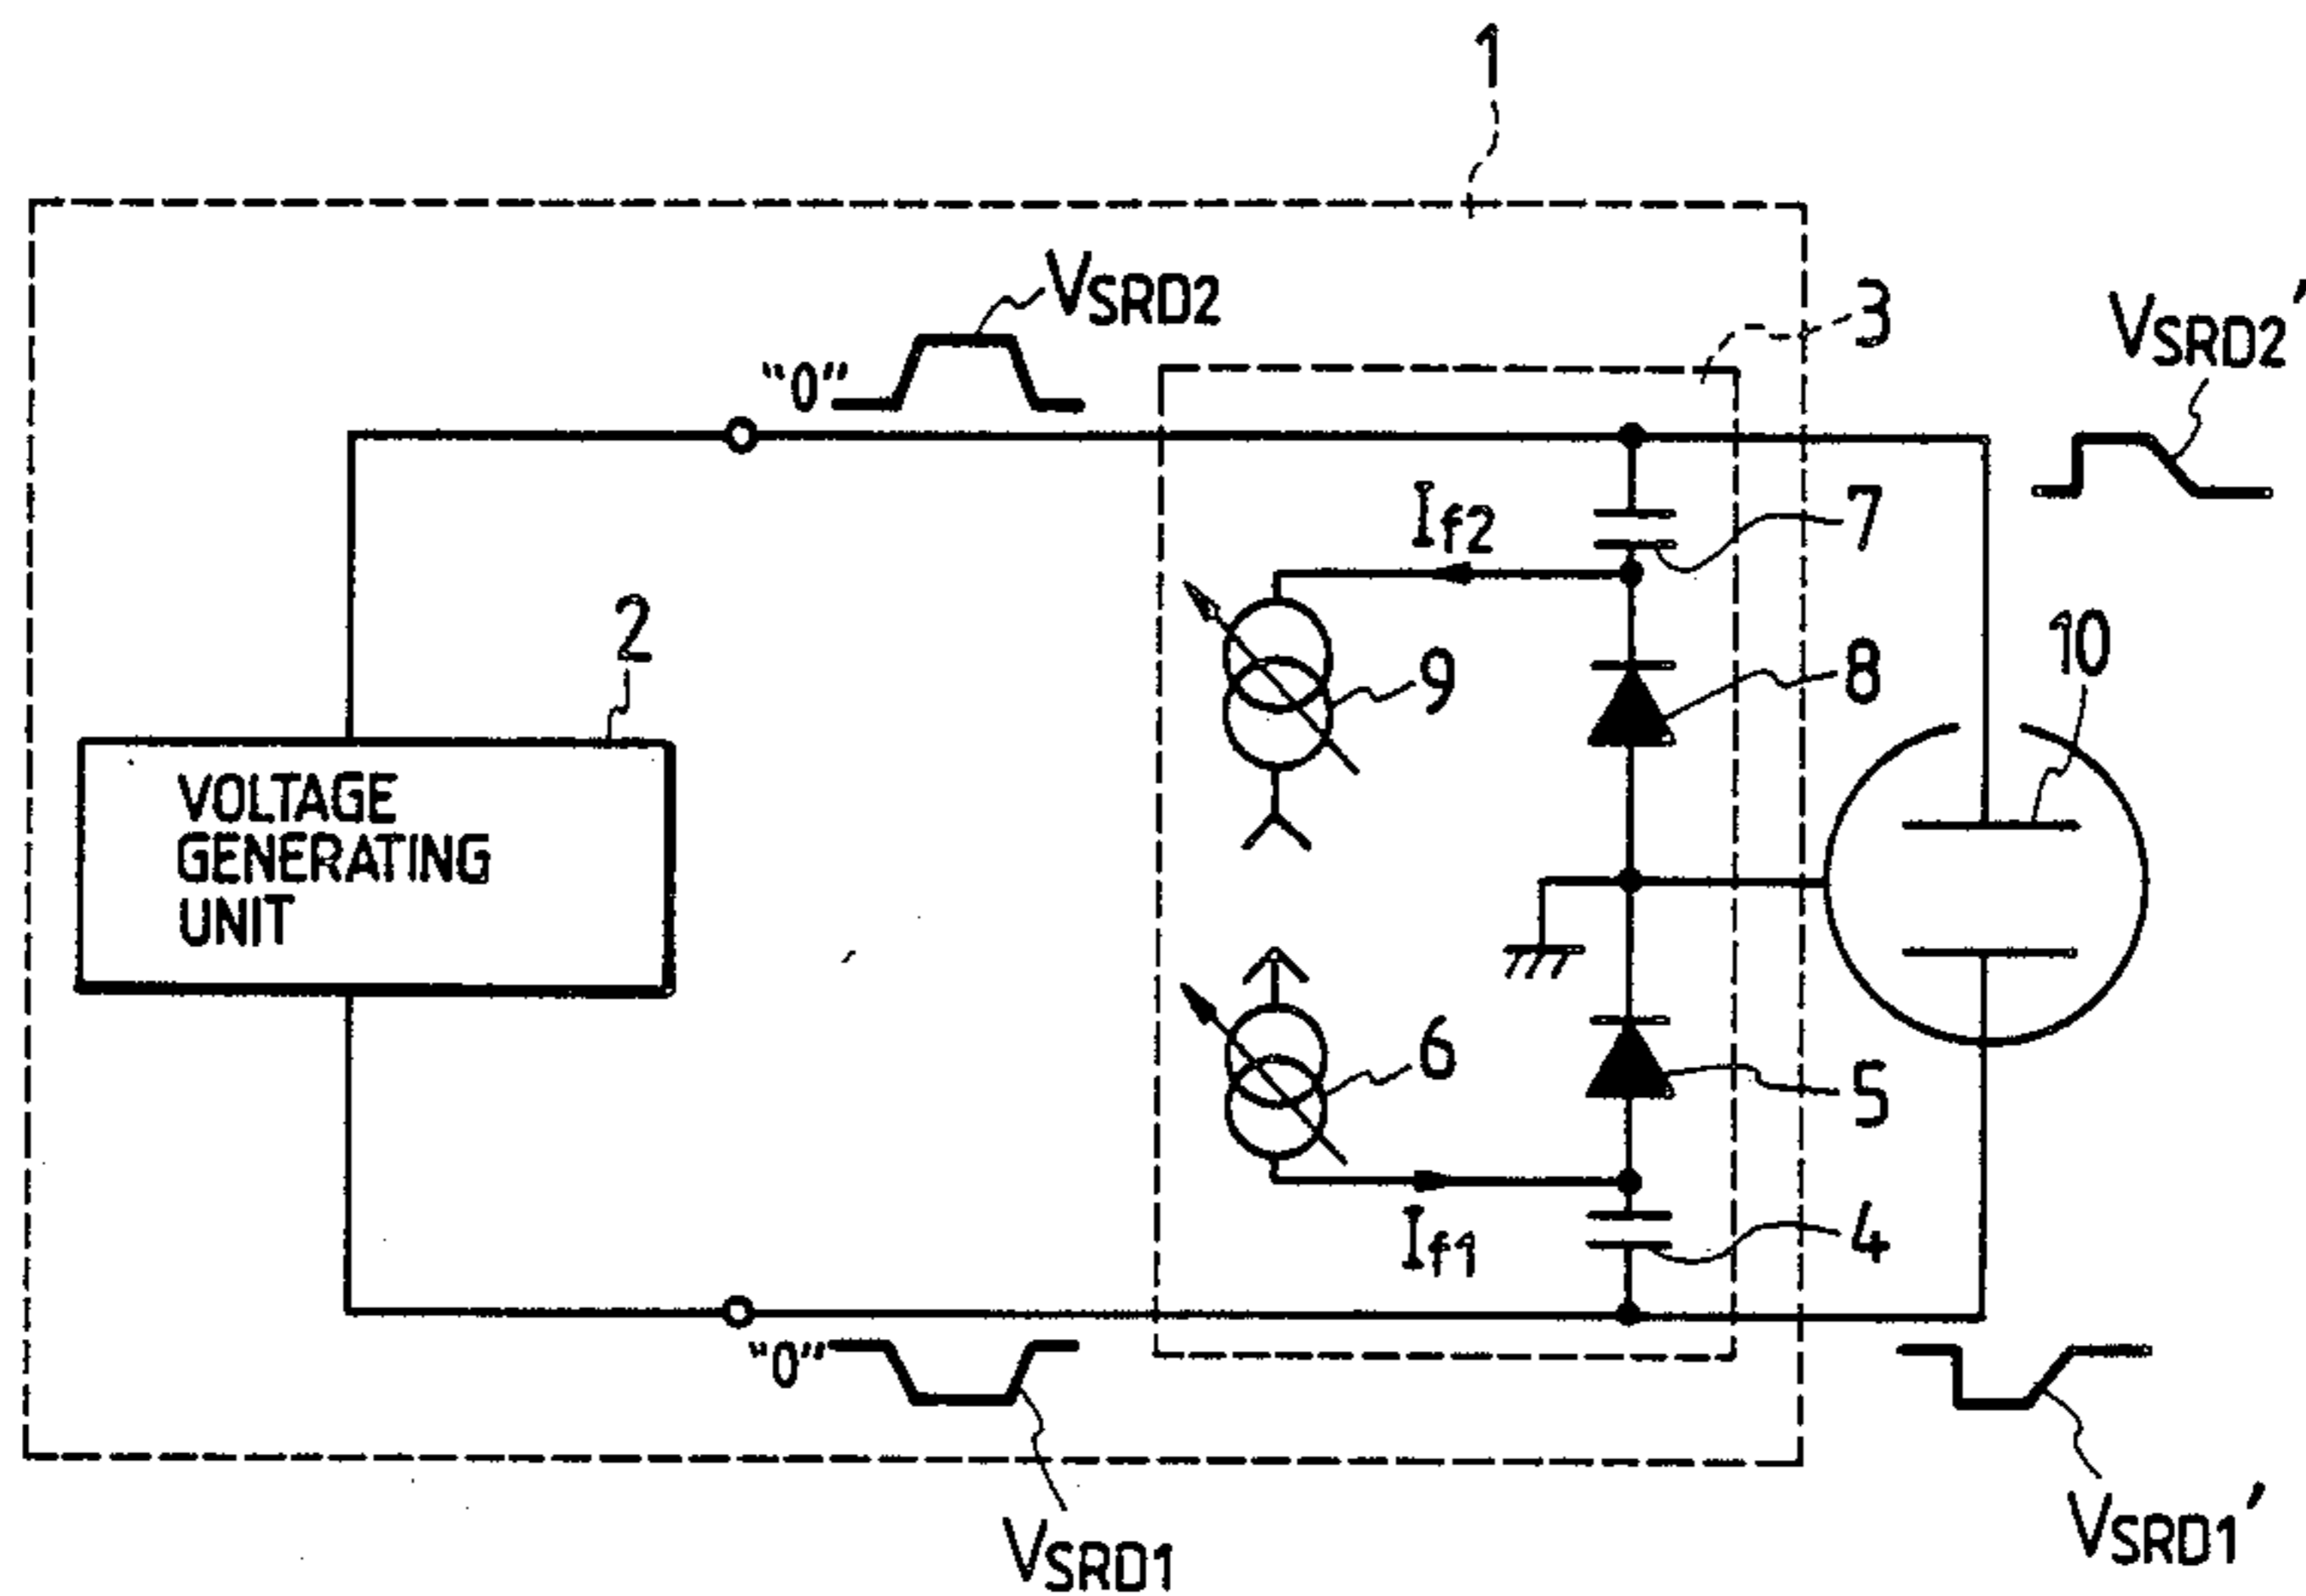 1
VSRD2
"0"
3
VSRD2'
If2
7
2
9
8
10
VOLTAGE
GENERATING
UNIT
6
5
If1
4
"0"
VSRD1
VSRD1'